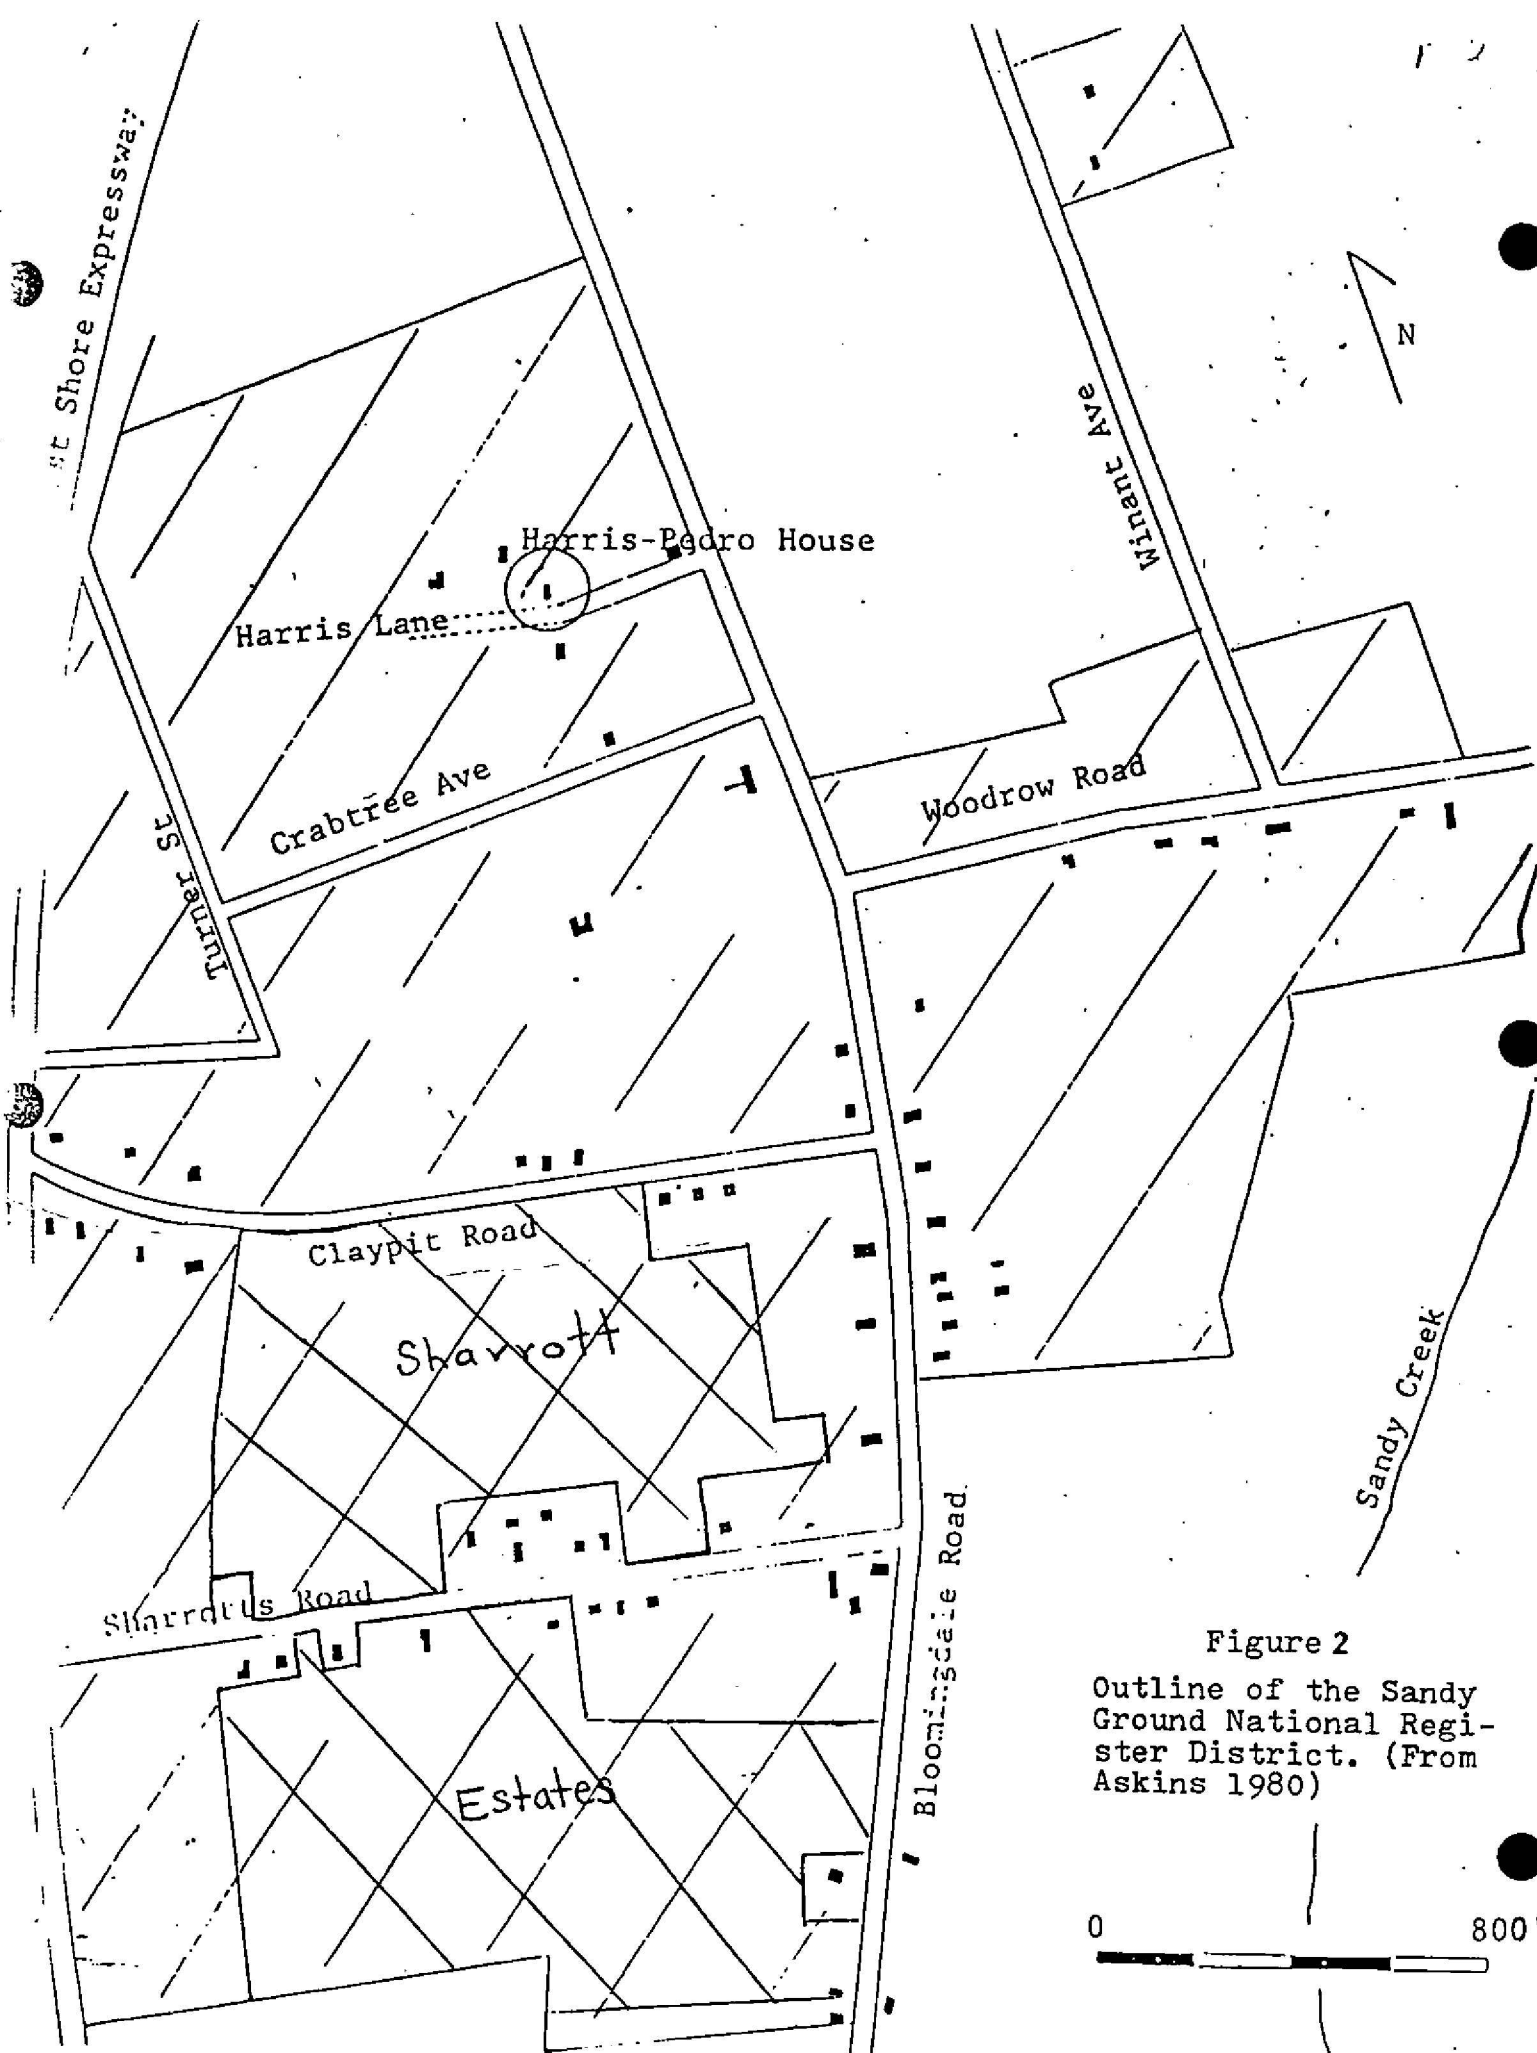 Shore Expressway
N
Winant Ave
Harris-Pedro House
Harris Lane
Crabtree Ave
Woodrow Road
Turner St
Claypit Road
Sharrott
Sandy Creek
Sharrotts Road
Bloomingdale Road
Estates
Figure 2
Outline of the Sandy
Ground National Regi-
ster District. (From
Askins 1980)
0
800'